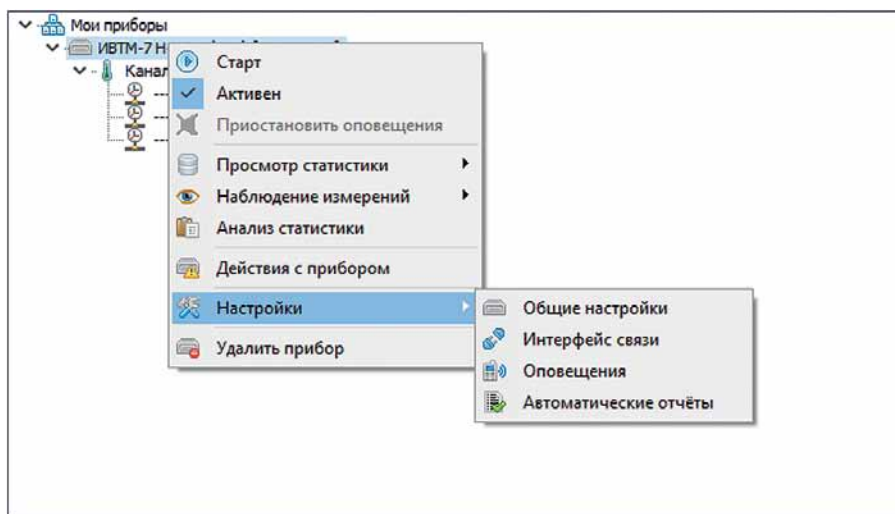 Мои приборы
ИВТМ-7 Н
Канал
Старт
Активен
Приостановить оповещения
Просмотр статистики
Наблюдение измерений
Анализ статистики
Действия с прибором
Настройки
Удалить прибор
Общие настройки
Интерфейс связи
Оповещения
Автоматические отчёты